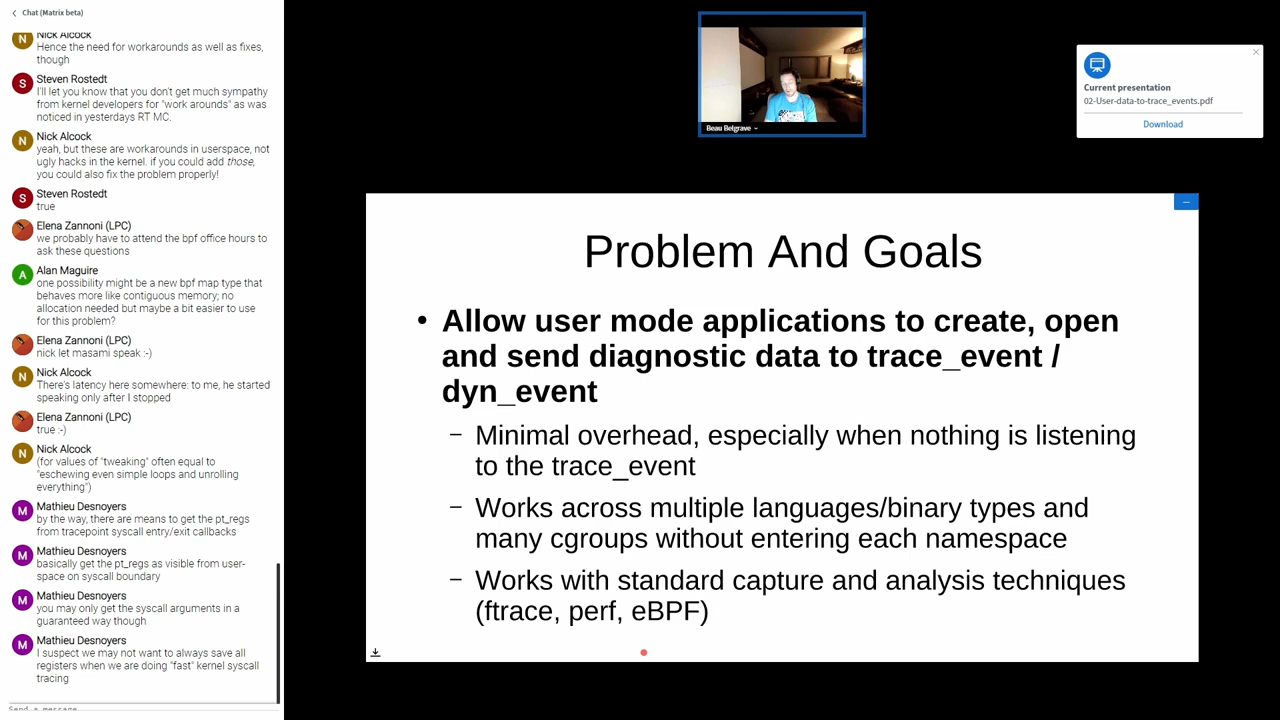 Chat (Matrix beta)
Nick Alcock
Hence the need for workarounds as well as fixes,
though
Steven Rostedt
I'll let you know that you don't get much sympathy
from kernel developers for "work arounds" as was
noticed in yesterdays RT MC.
Nick Alcock
yeah, but these are workarounds in userspace, not
ugly hacks in the kernel. if you could add those,
you could also fix the problem properly!
Steven Rostedt
true
Elena Zannoni (LPC)
we probably have to attend the bpf office hours to
ask these questions
Alan Maguire
one possibility might be a new bpf map type that
behaves more like contiguous memory; no
allocation needed but maybe a bit easier to use
for this problem?
Elena Zannoni (LPC)
nick let masami speak :-)
Nick Alcock
There's latency here somewhere: to me, he started
speaking only after I stopped
Elena Zannoni (LPC)
true :-)
Nick Alcock
(for values of "tweaking" often equal to
"eschewing even simple loops and unrolling
everything")
Mathieu Desnoyers
by the way, there are means to get the pt_regs
from tracepoint syscall entry/exit callbacks
Mathieu Desnoyers
basically get the pt_regs as visible from user-
space on syscall boundary
Mathieu Desnoyers
you may only get the syscall arguments in a
guaranteed way though
Mathieu Desnoyers
I suspect we may not want to always save all
registers when we are doing "fast" kernel syscall
tracing
Send a message
N
S
N
S
A
N
N
M
M
M
M
Beau Belgrave
Current presentation
02-User-data-to-trace_events.pdf
Download
Problem And Goals
• Allow user mode applications to create, open
and send diagnostic data to trace_event /
dyn_event
– Minimal overhead, especially when nothing is listening
to the trace_event
– Works across multiple languages/binary types and
many cgroups without entering each namespace
– Works with standard capture and analysis techniques
(ftrace, perf, eBPF)